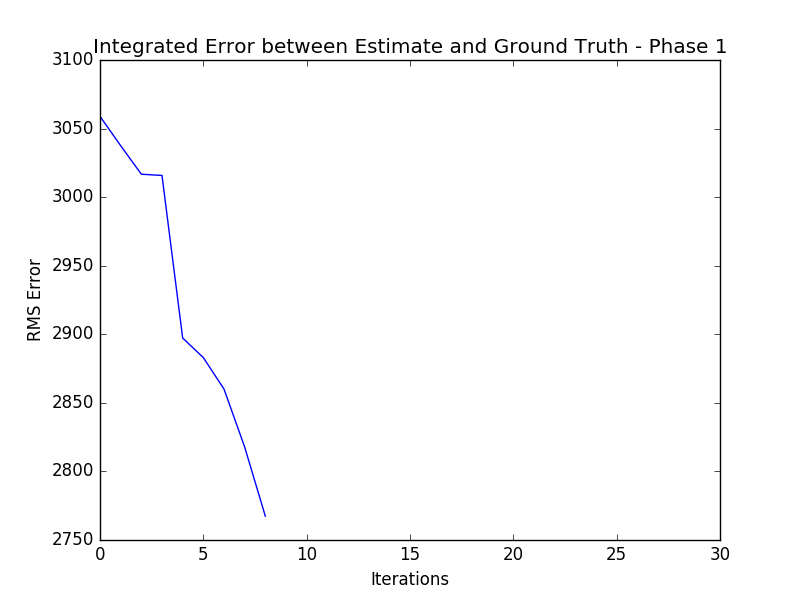 Integrated Error between Estimate and Ground Truth - Phase 1
3100
3050
3000
2950
2900
2850
2800
2750
RMS Error
0 5 10 15 20 25 30
Iterations